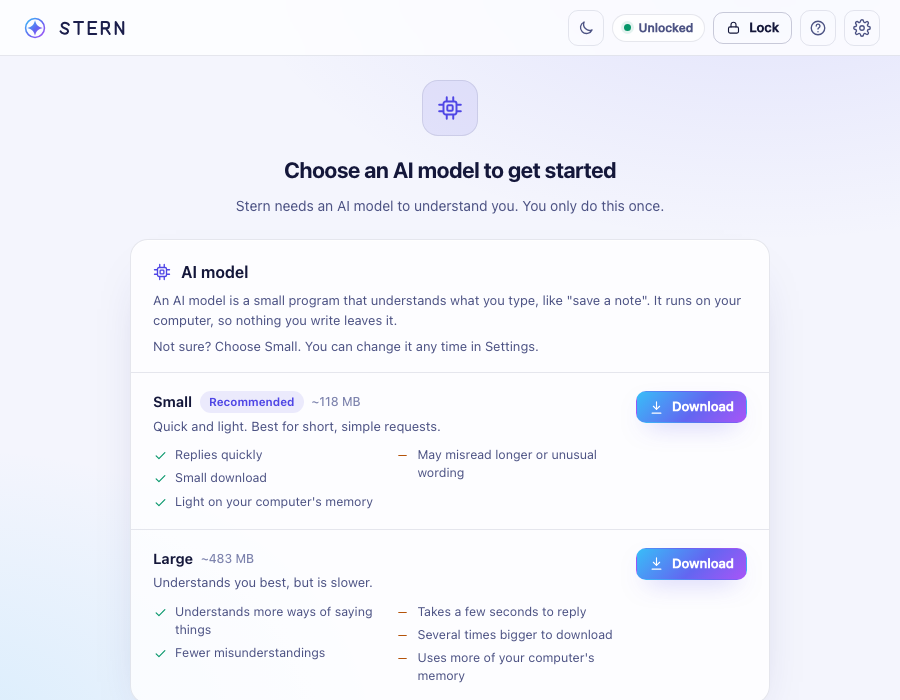 STERN
Unlocked
Lock
Choose an AI model to get started
Stern needs an AI model to understand you. You only do this once.
AI model
An AI model is a small program that understands what you type, like "save a note". It runs on your
computer, so nothing you write leaves it.
Not sure? Choose Small. You can change it any time in Settings.
Small Recommended ~118 MB
Download
Quick and light. Best for short, simple requests.
Replies quickly
Small download
Light on your computer's memory
May misread longer or unusual
wording
Large ~483 MB
Download
Understands you best, but is slower.
Understands more ways of saying
things
Fewer misunderstandings
Takes a few seconds to reply
Several times bigger to download
Uses more of your computer's
memory